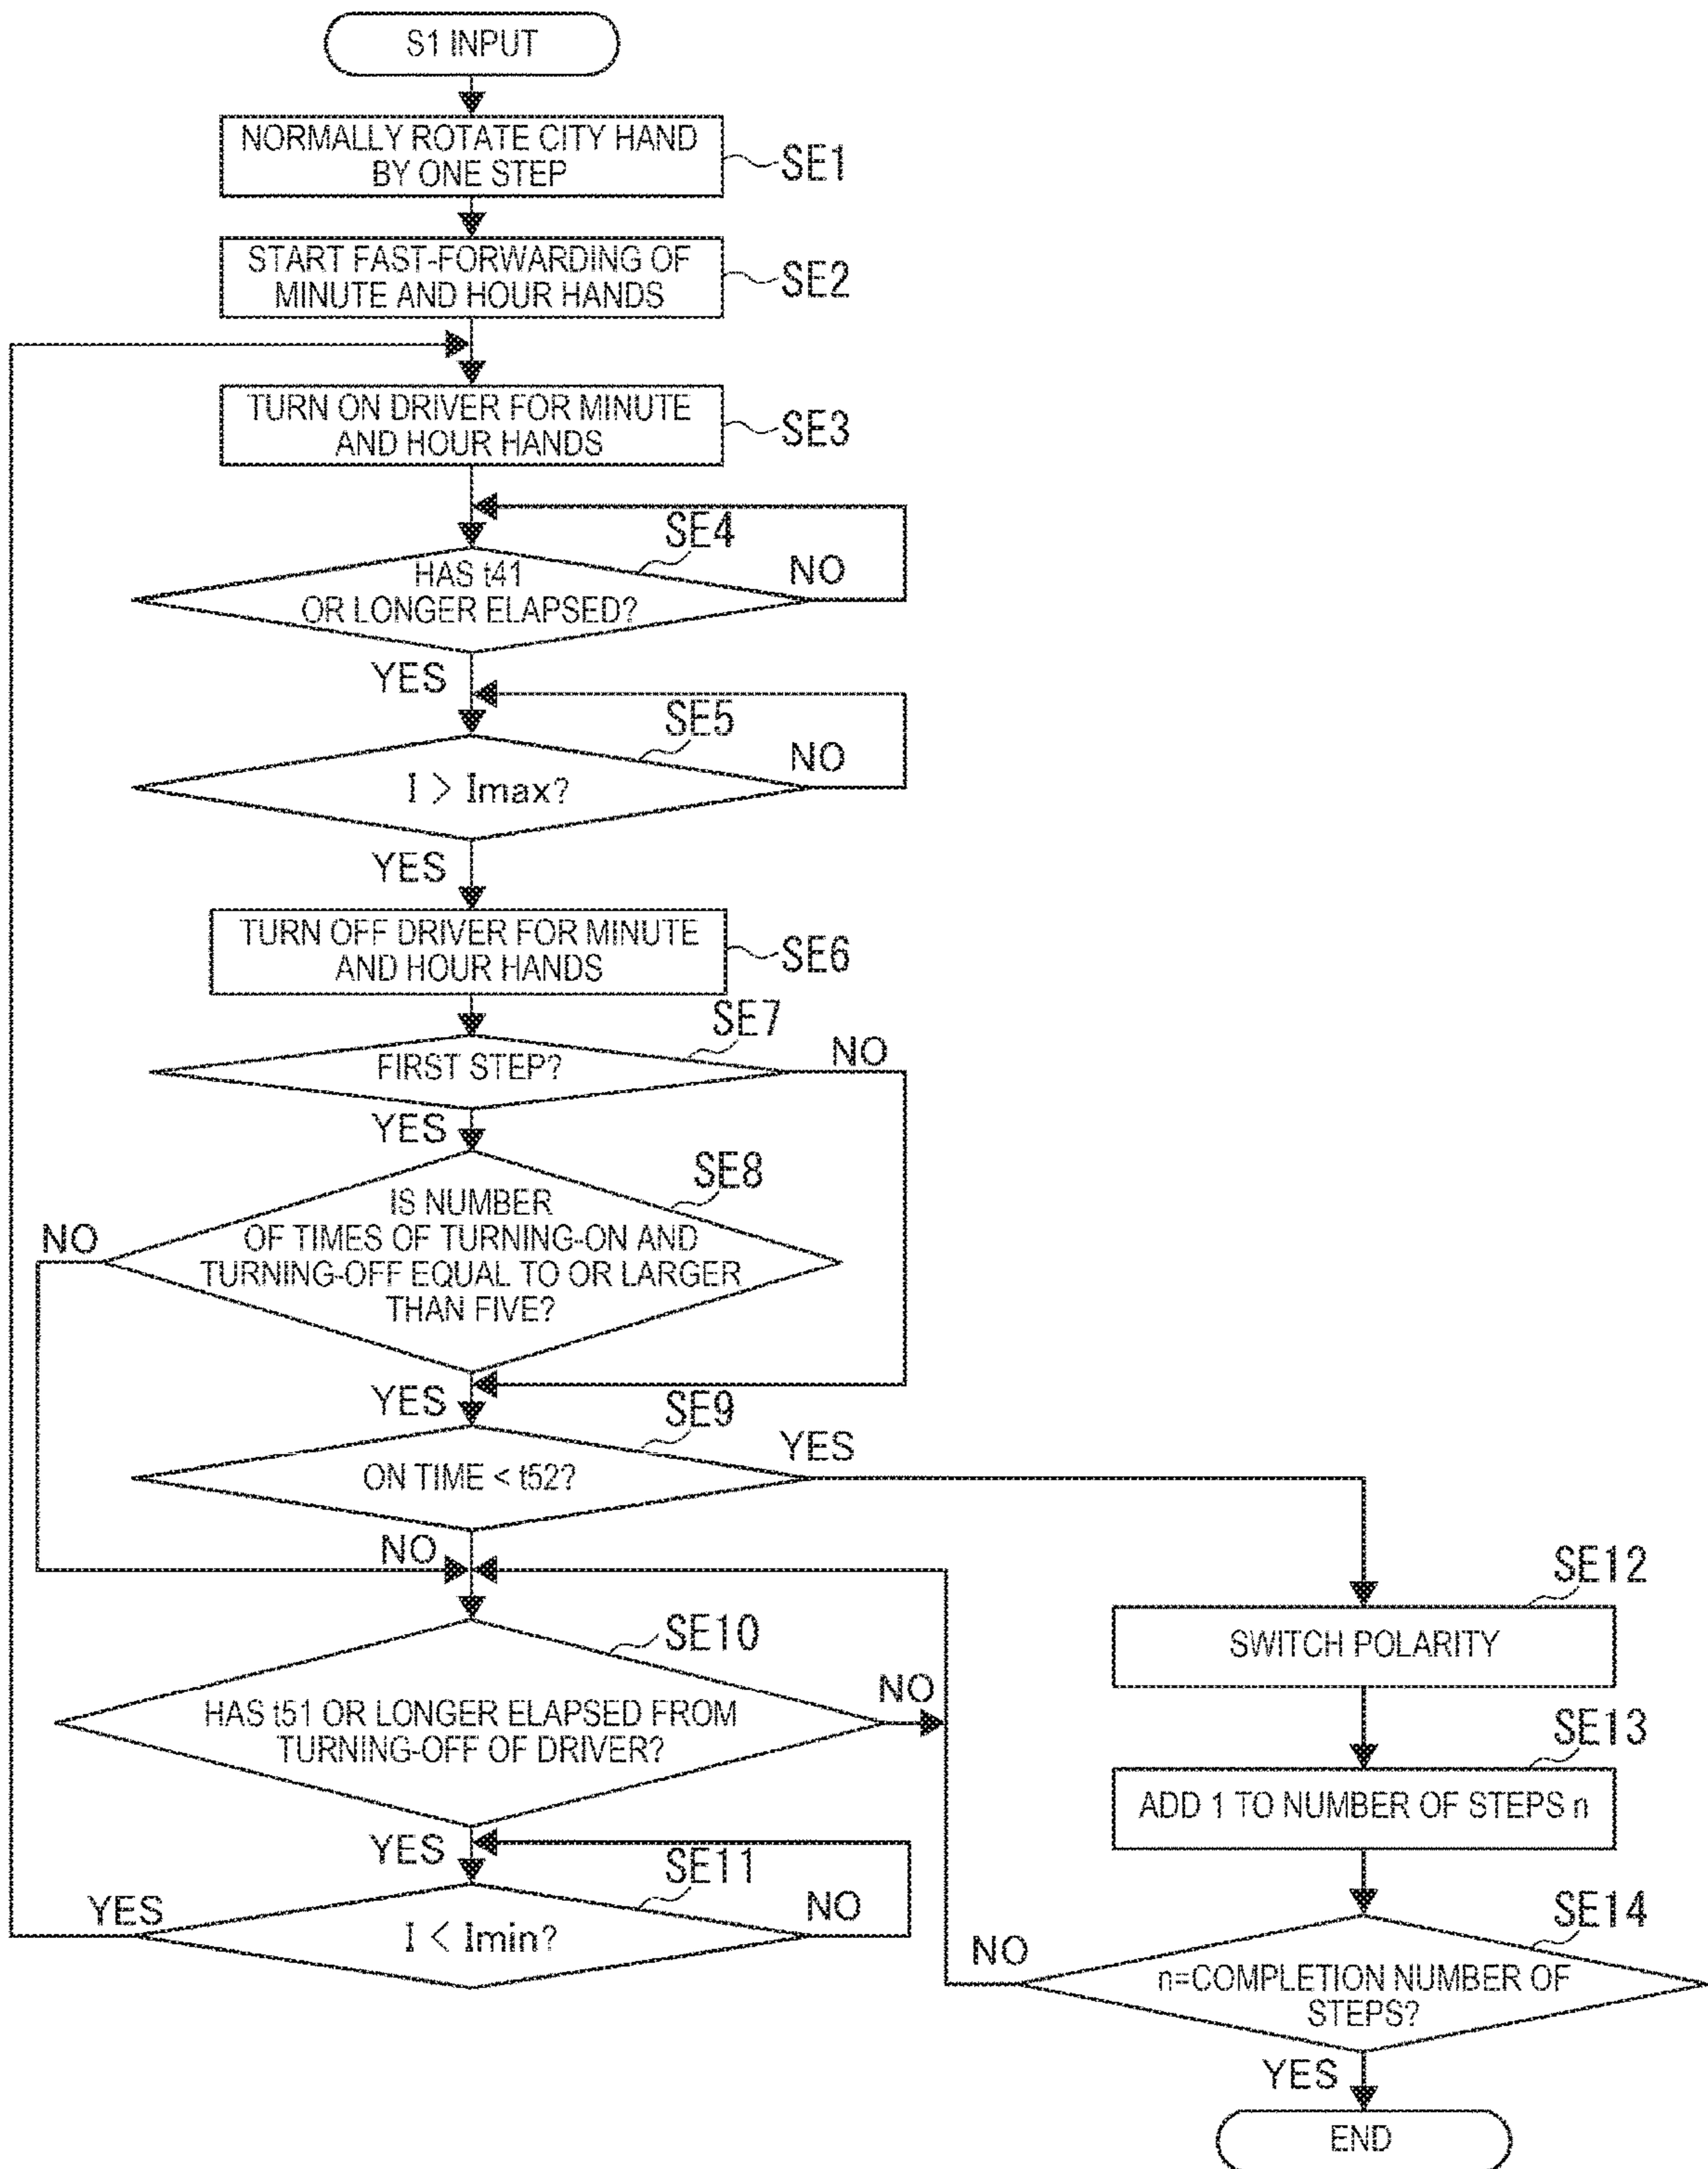 S1 INPUT
NORMALLY ROTATE CITY HAND
BY ONE STEP
SE1
START FAST-FORWARDING OF
MINUTE AND HOUR HANDS
SE2
TURN ON DRIVER FOR MINUTE
AND HOUR HANDS
SE3
SE4
HAS t41
OR LONGER ELAPSED?
NO
YES
SE5
I > Imax?
NO
YES
TURN OFF DRIVER FOR MINUTE
AND HOUR HANDS
SE6
SE7
FIRST STEP?
NO
YES
SE8
IS NUMBER
OF TIMES OF TURNING-ON AND
TURNING-OFF EQUAL TO OR LARGER
THAN FIVE?
NO
YES
SE9
ON TIME < t52?
YES
NO
SE10
HAS t51 OR LONGER ELAPSED FROM
TURNING-OFF OF DRIVER?
NO
YES
SE11
I < Imin?
NO
YES
SE12
SWITCH POLARITY
SE13
ADD 1 TO NUMBER OF STEPS n
SE14
n=COMPLETION NUMBER OF
STEPS?
NO
YES
END